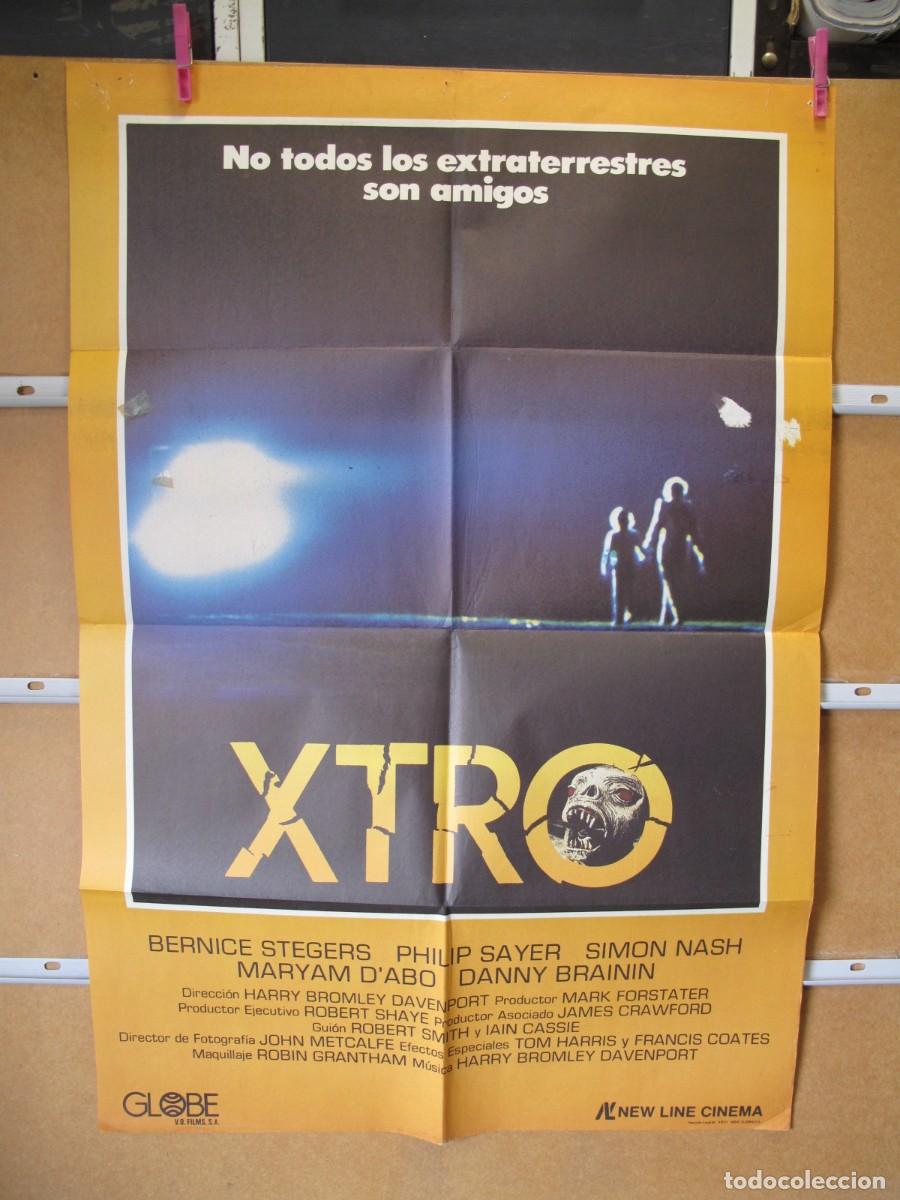 No todos los extraterrestres
son amigos
XTRO
BERNICE STEGERS PHILIP SAYER SIMON NASH
MARYAM D'ABO DANNY BRAININ
Dirección HARRY BROMLEY DAVENPORT Productor MARK FORSTATER
Productor Ejecutivo ROBERT SHAYE Productor Asociado JAMES CRAWFORD
Guión ROBERT SMITH y IAIN CASSIE
Director de Fotografía JOHN METCALFE Efectos Especiales TOM HARRIS y FRANCIS COATES
Maquillaje ROBIN GRANTHAM Música HARRY BROMLEY DAVENPORT
GLOBE
V.B. FILMS, S.A.
NEW LINE CINEMA
todocoleccion